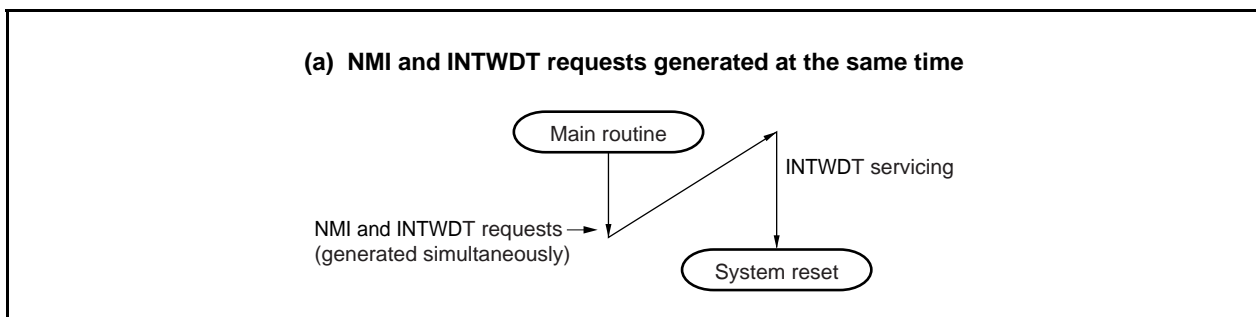 (a) NMI and INTWDT requests generated at the same time
Main routine
INTWDT servicing
NMI and INTWDT requests
(generated simultaneously)
System reset